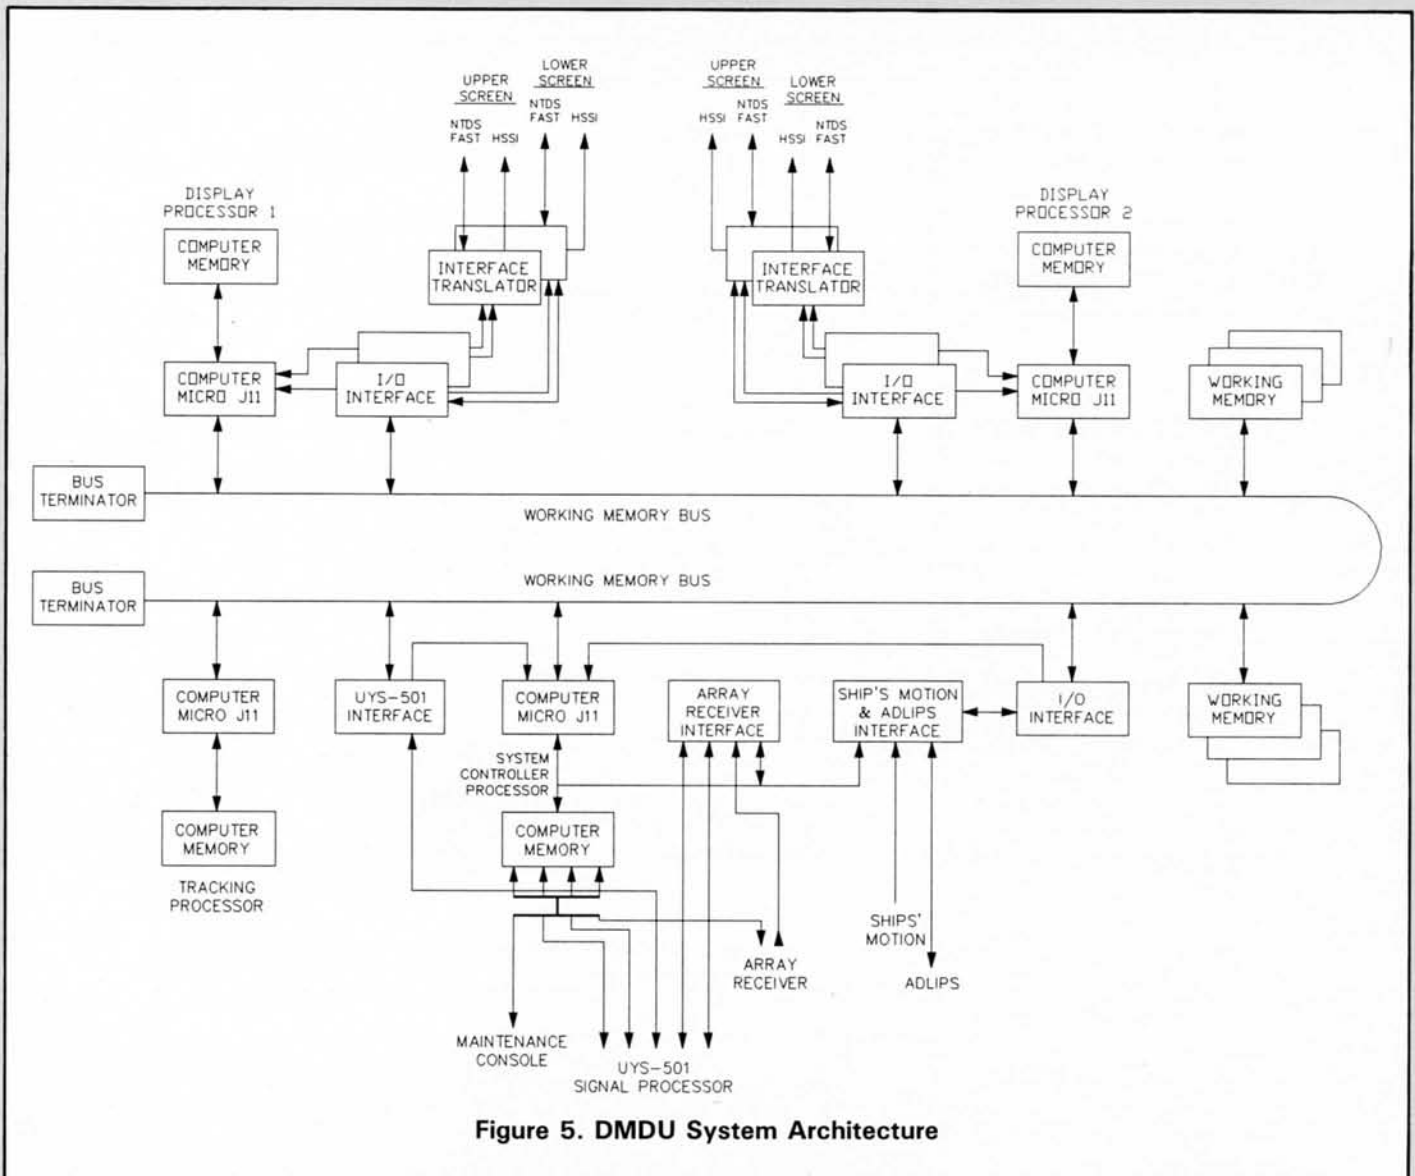 LOWER
SCREEN
UPPER
SCREEN
NTDS
FAST
HSSI
NTDS
FAST
HSSI
UPPER
SCREEN
LOWER
SCREEN
HSSI
NTDS
FAST
HSSI
NTDS
FAST
DISPLAY
PROCESSOR 1
COMPUTER
MEMORY
INTERFACE
TRANSLATOR
INTERFACE
TRANSLATOR
DISPLAY
PROCESSOR 2
COMPUTER
MEMORY
COMPUTER
MICRO J11
I/O
INTERFACE
I/O
INTERFACE
COMPUTER
MICRO J11
WORKING
MEMORY
BUS
TERMINATOR
WORKING MEMORY BUS
BUS
TERMINATOR
WORKING MEMORY BUS
COMPUTER
MICRO J11
UYS-501
INTERFACE
COMPUTER
MICRO J11
ARRAY
RECEIVER
INTERFACE
SHIP'S MOTION
& ADLIPS
INTERFACE
I/O
INTERFACE
WORKING
MEMORY
SYSTEM
CONTROLLER
PROCESSOR
COMPUTER
MEMORY
TRACKING
PROCESSOR
COMPUTER
MEMORY
SHIPS'
MOTION
ARRAY
RECEIVER
ADLIPS
MAINTENANCE
CONSOLE
UYS-501
SIGNAL PROCESSOR
Figure 5. DMDU System Architecture